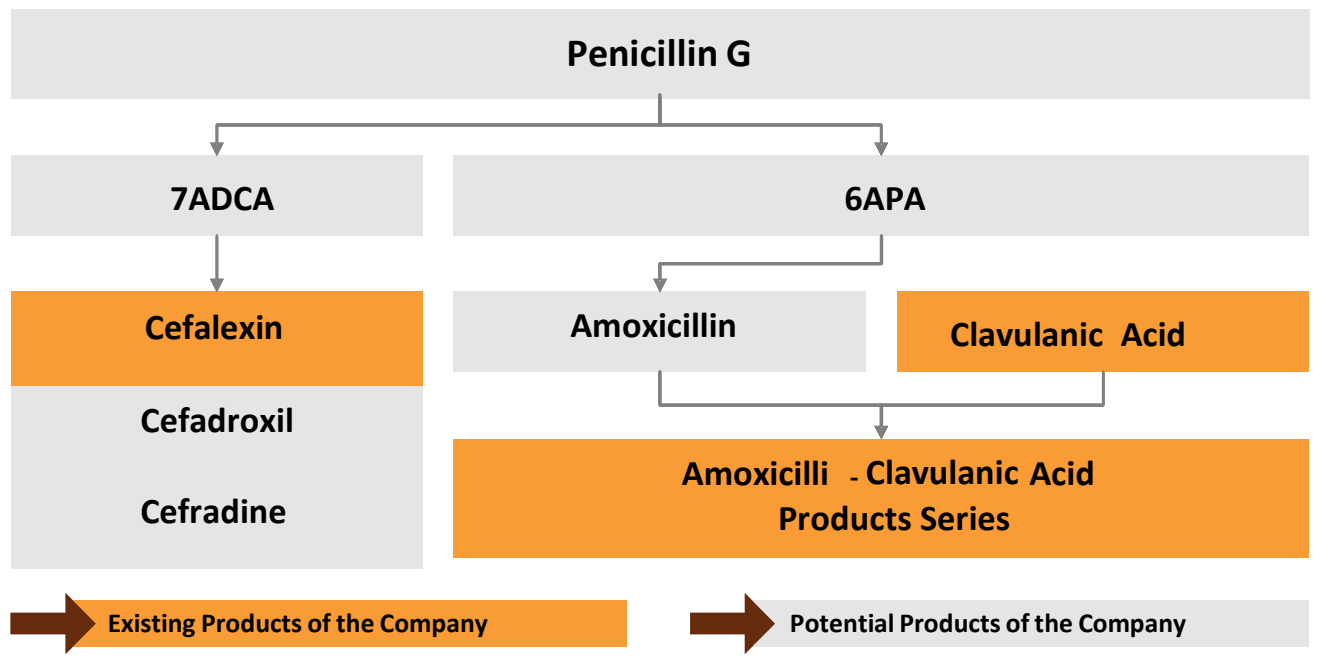 Penicillin G
7ADCA
6APA
Cefalexin
Amoxicillin
Clavulanic Acid
Cefadroxil
Cefradine
Amoxicilli - Clavulanic Acid
Products Series
Existing Products of the Company
Potential Products of the Company